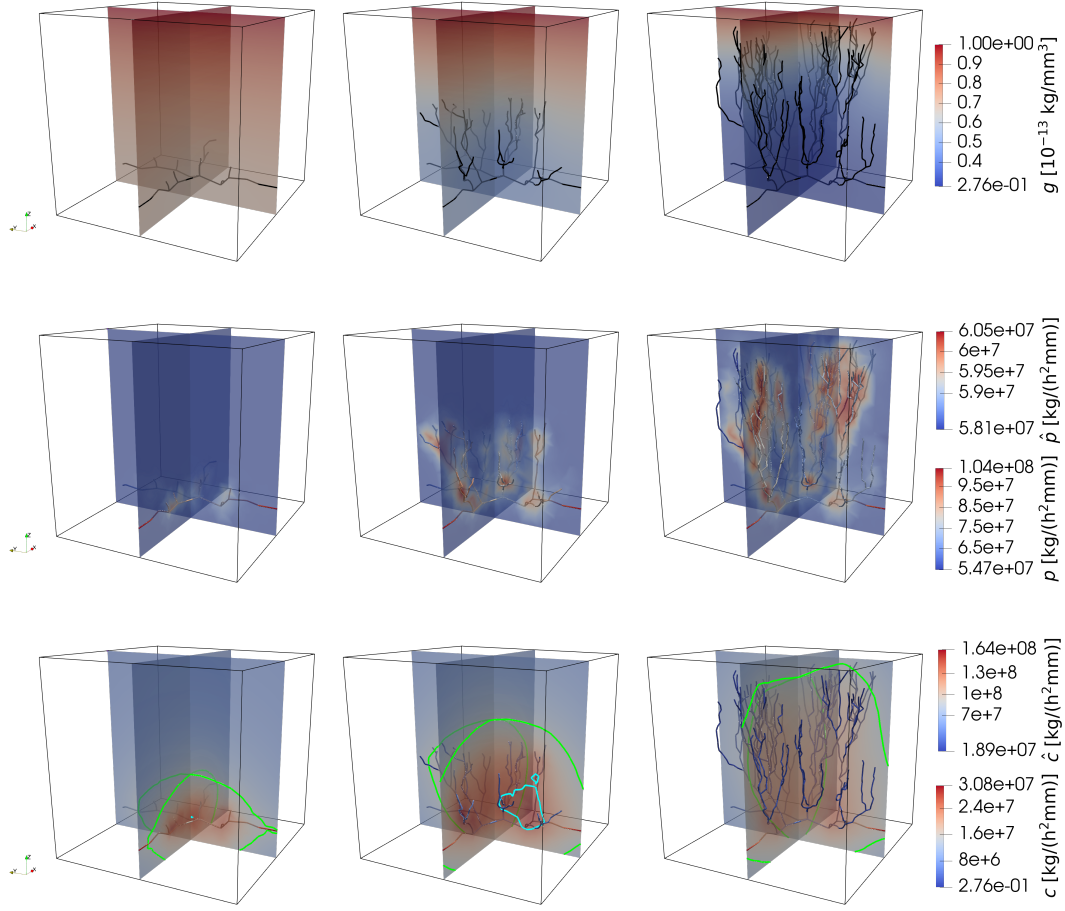 1.00e+00
0.9
0.8
0.7
0.6
0.4
2.76e-01
g [10⁻¹³ kg/mm³]
6.05e+07
6e+7
5.95e+7
5.9e+7
5.81e+07
p̂ [kg/(h²mm)]
1.04e+08
9.5e+7
8.5e+7
7.5e+7
6.5e+7
5.47e+07
p [kg/(h²mm)]
1.64e+08
1.3e+8
1e+8
7e+7
1.89e+07
ĉ [kg/(h²mm)]
3.08e+07
2.4e+7
1.6e+7
8e+6
2.76e-01
c [kg/(h²mm)]